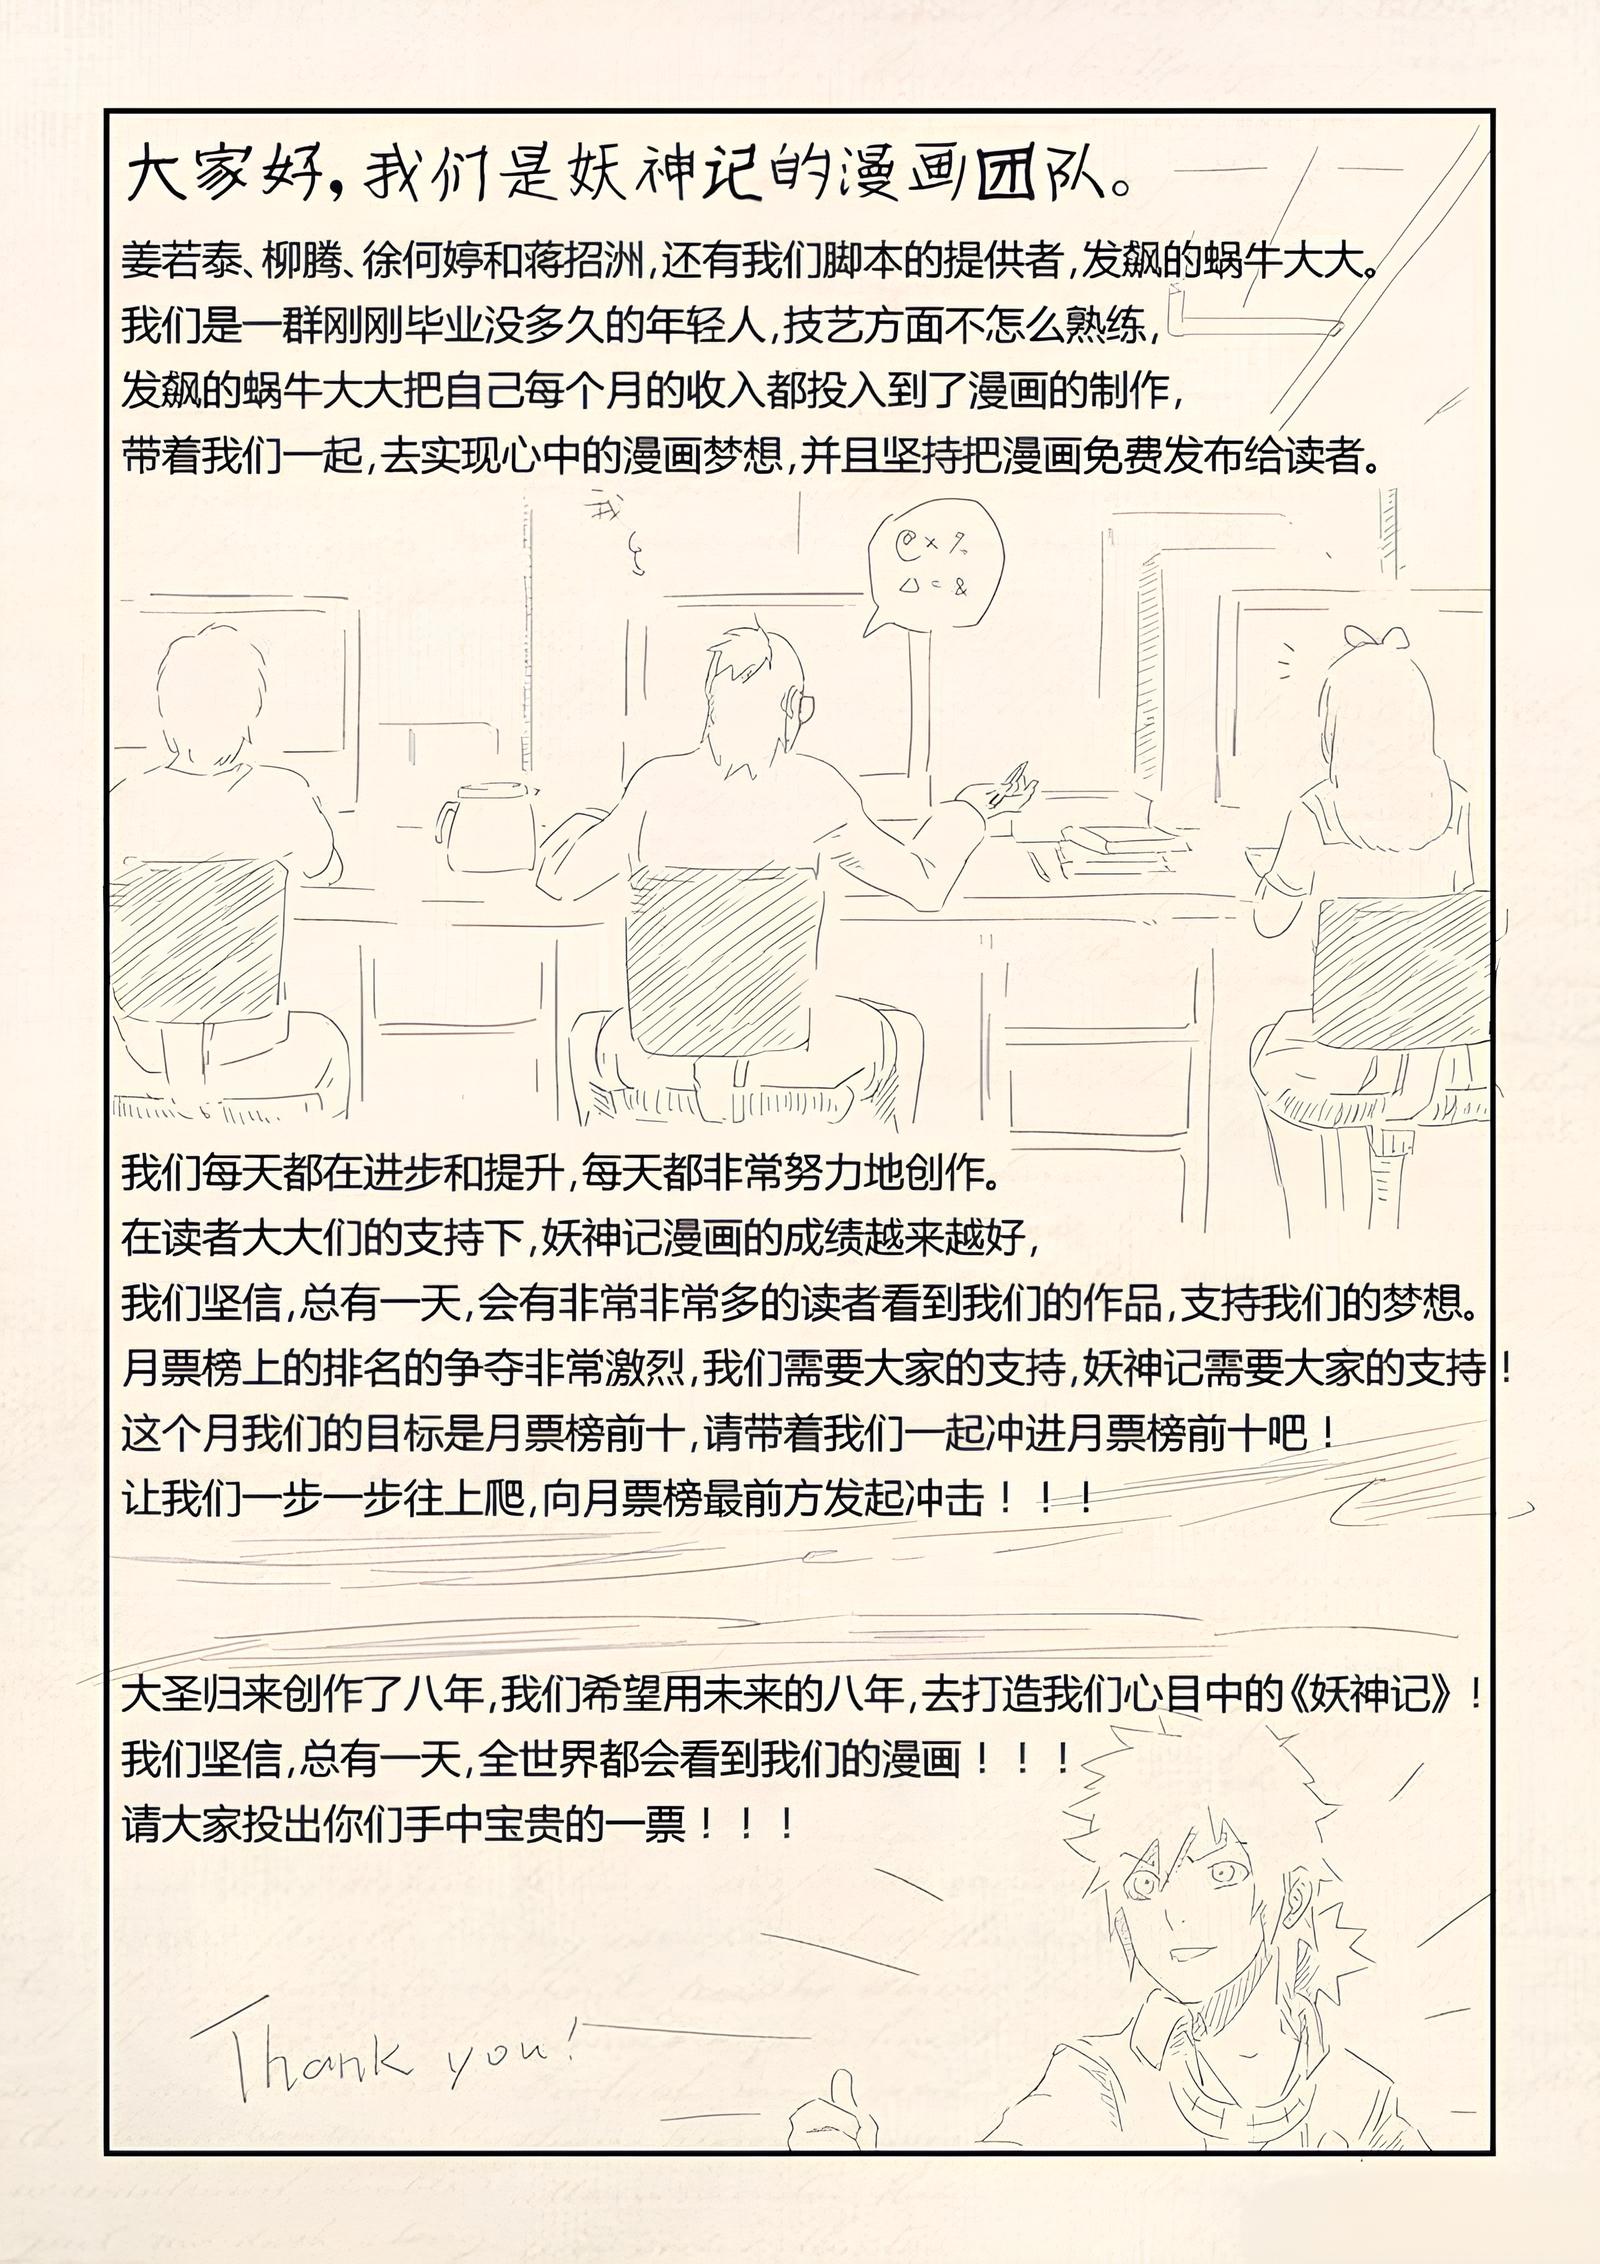 大家好，我们是妖神记的漫画团队。
姜若泰、柳腾、徐何婷和蒋招洲,还有我们脚本的提供者,发飙的蜗牛大大。
我们是一群刚刚毕业没多久的年轻人,技艺方面不怎么熟练,
发飙的蜗牛大大把自己每个月的收入都投入到了漫画的制作,
带着我们一起,去实现心中的漫画梦想,并且坚持把漫画免费发布给读者。
我
@×%
△=&
我们每天都在进步和提升,每天都非常努力地创作。
在读者大大们的支持下,妖神记漫画的成绩越来越好,
我们坚信,总有一天,会有非常非常多的读者看到我们的作品,支持我们的梦想。
月票榜上的排名的争夺非常激烈,我们需要大家的支持,妖神记需要大家的支持！
这个月我们的目标是月票榜前十,请带着我们一起冲进月票榜前十吧！
让我们一步一步往上爬,向月票榜最前方发起冲击！！！
大圣归来创作了八年,我们希望用未来的八年,去打造我们心目中的《妖神记》！
我们坚信,总有一天,全世界都会看到我们的漫画！！！
请大家投出你们手中宝贵的一票！！！
Thank you!